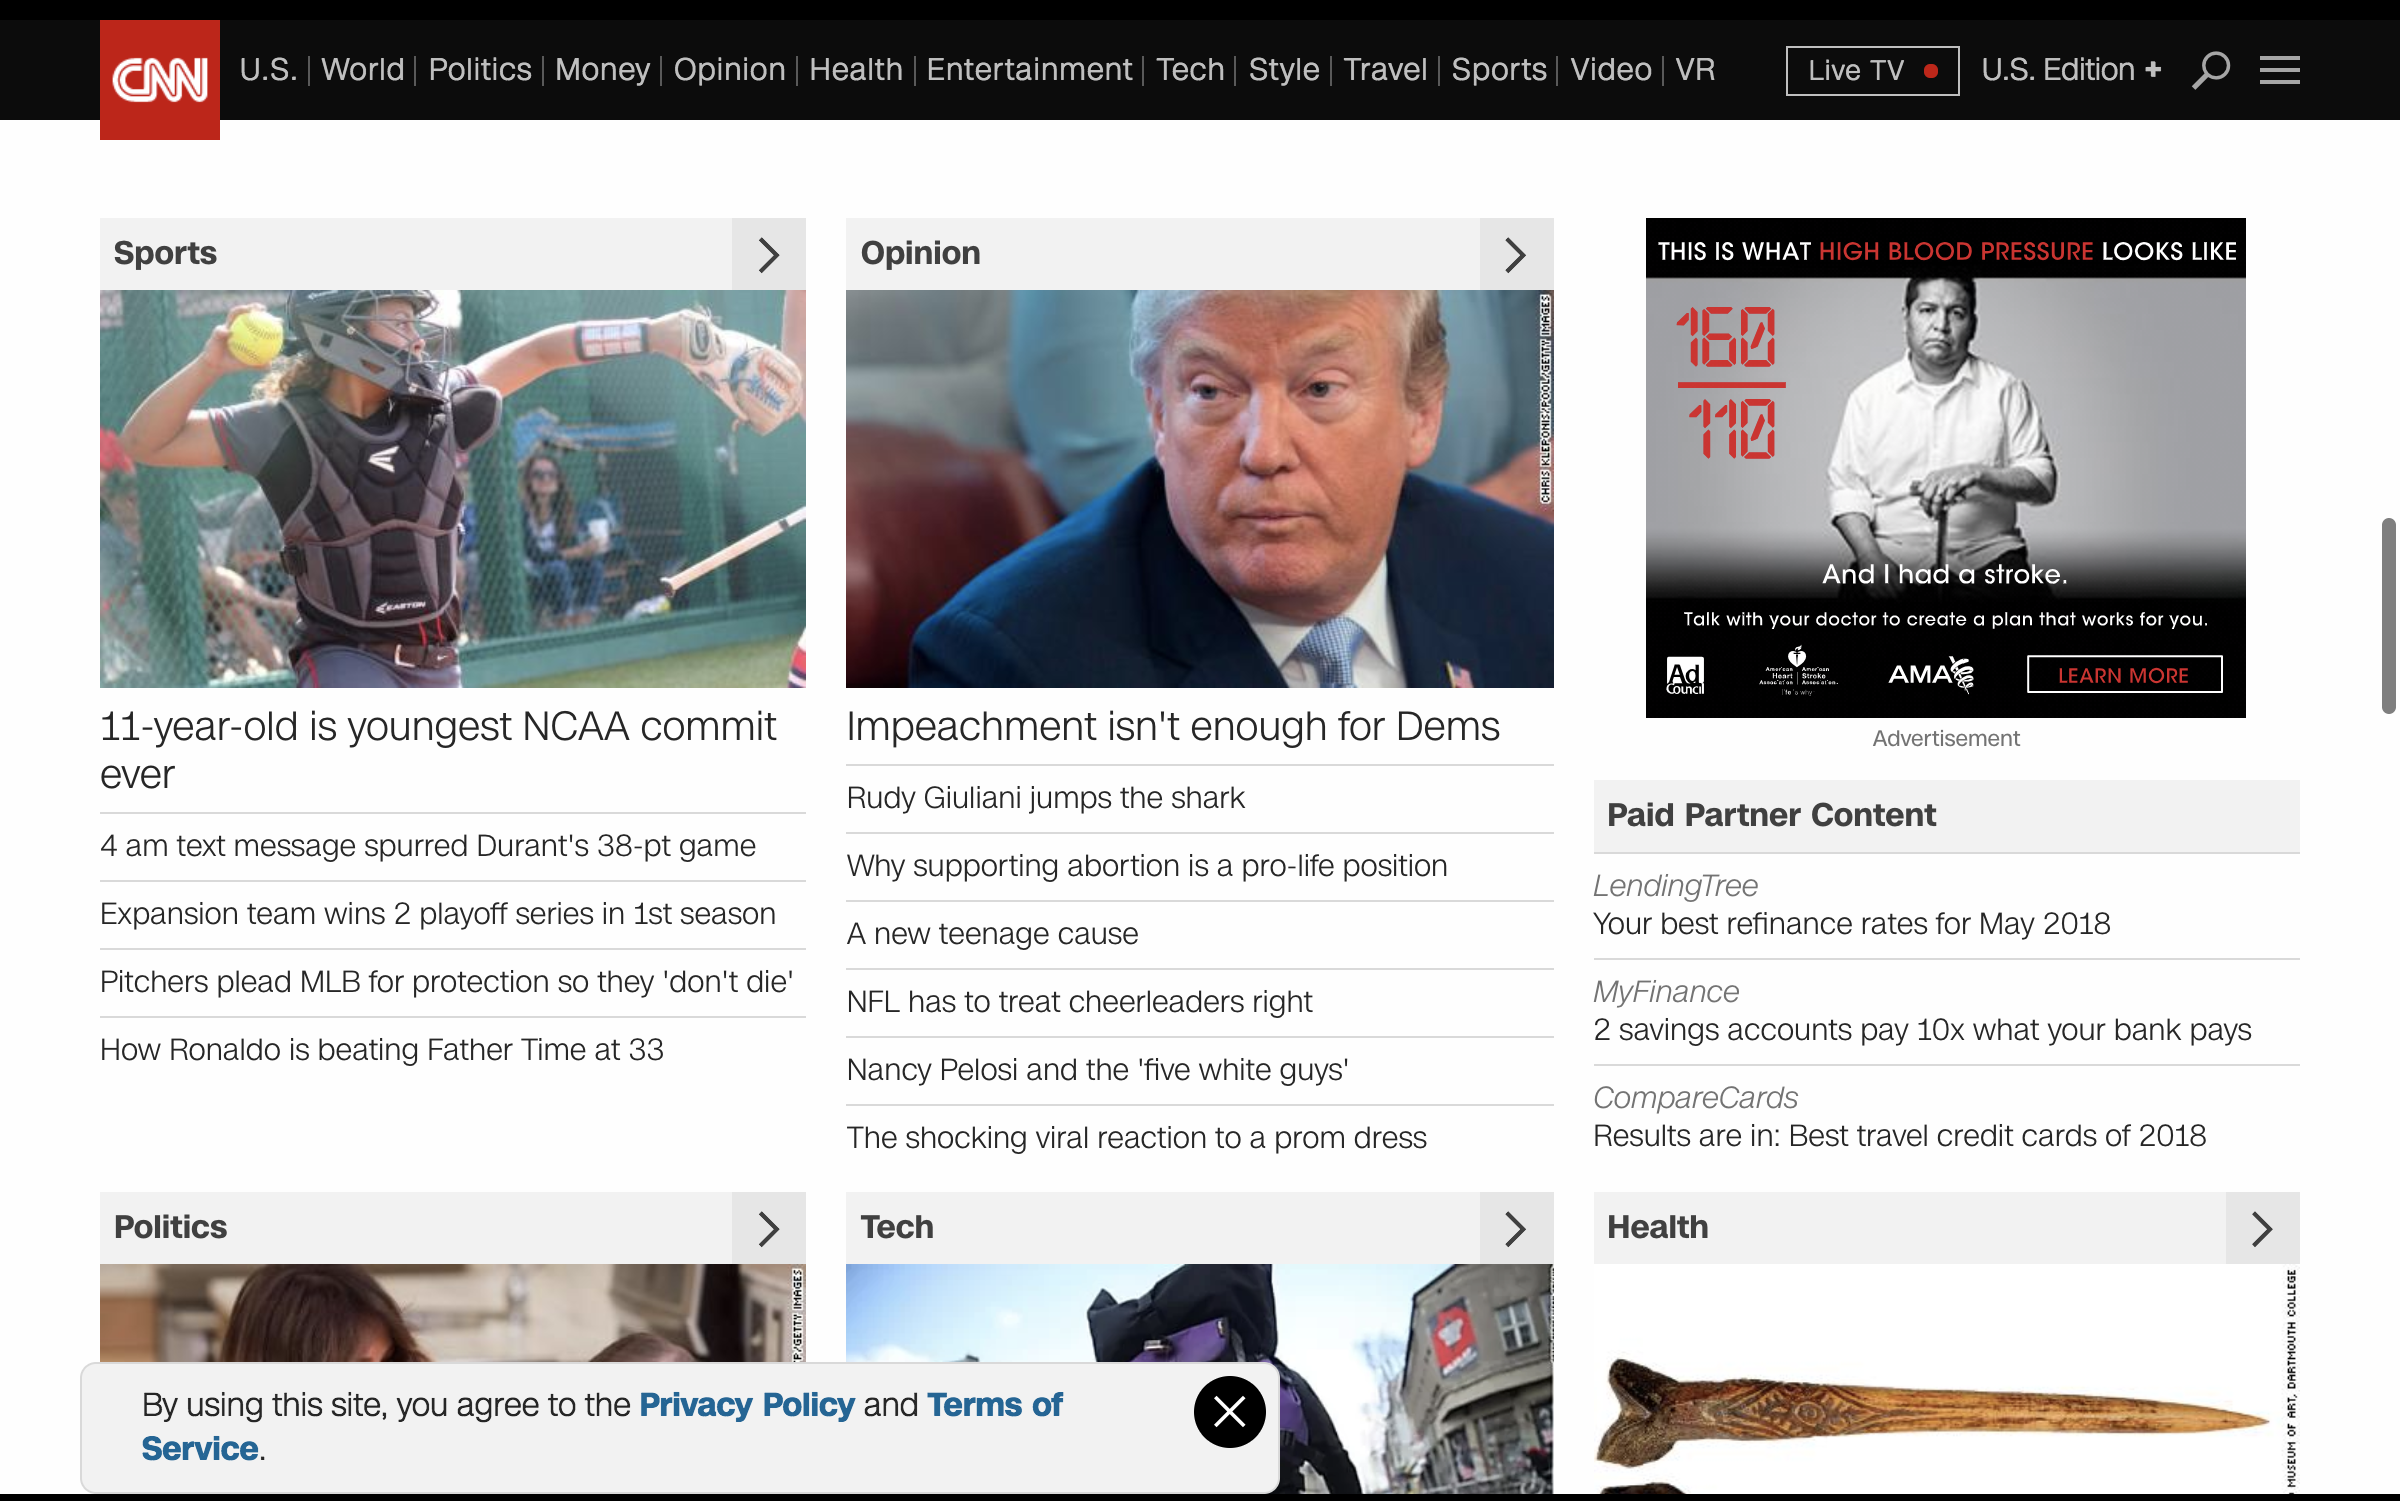 CNN
U.S. World Politics Money Opinion Health Entertainment Tech Style Travel Sports Video VR
Live TV U.S. Edition +
Sports
EASTON
11-year-old is youngest NCAA commit
ever
4 am text message spurred Durant's 38-pt game
Expansion team wins 2 playoff series in 1st season
Pitchers plead MLB for protection so they 'don't die'
How Ronaldo is beating Father Time at 33
Opinion
CHRIS KLEPONIS/POOL/GETTY IMAGES
Impeachment isn't enough for Dems
Rudy Giuliani jumps the shark
Why supporting abortion is a pro-life position
A new teenage cause
NFL has to treat cheerleaders right
Nancy Pelosi and the 'five white guys'
The shocking viral reaction to a prom dress
THIS IS WHAT HIGH BLOOD PRESSURE LOOKS LIKE
160
110
And I had a stroke.
Talk with your doctor to create a plan that works for you.
Ad
Council
American Heart Association American Stroke Association
life is why
AMA
LEARN MORE
Advertisement
Paid Partner Content
LendingTree
Your best refinance rates for May 2018
MyFinance
2 savings accounts pay 10x what your bank pays
CompareCards
Results are in: Best travel credit cards of 2018
Politics
/GETTY IMAGES
Tech
Health
MUSEUM OF ART, DARTMOUTH COLLEGE
By using this site, you agree to the Privacy Policy and Terms of
Service.